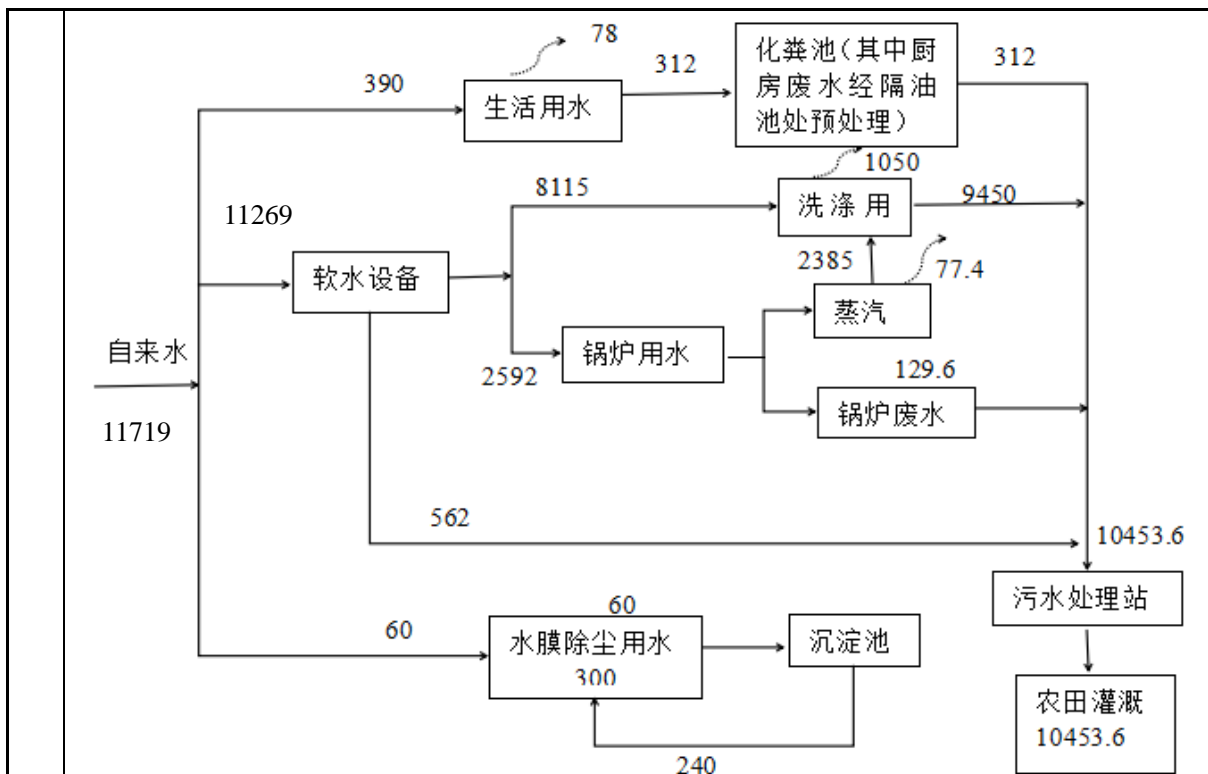 78
390
生活用水
312
化粪池（其中厨
房废水经隔油
池处预处理）
312
1050
8115
洗涤用
9450
11269
软水设备
2385
77.4
蒸汽
自来水
2592
锅炉用水
129.6
锅炉废水
11719
562
10453.6
污水处理站
60
60
水膜除尘用水
300
沉淀池
240
农田灌溉
10453.6